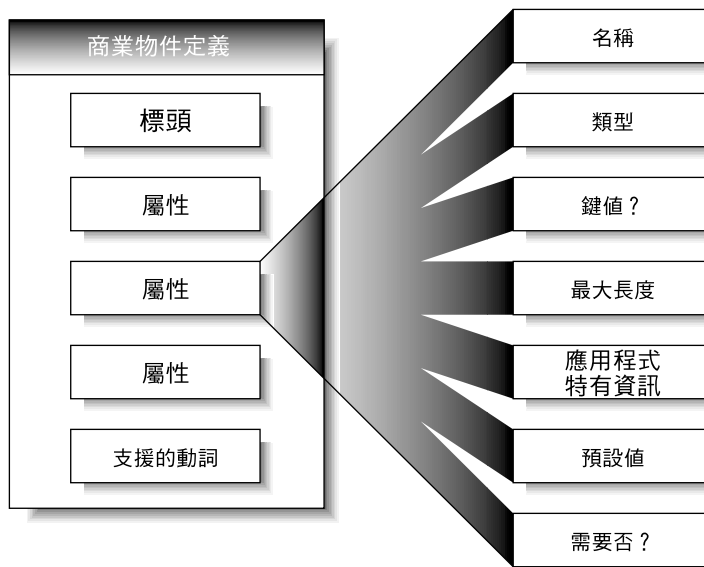 商業物件定義
標頭
屬性
屬性
屬性
支援的動詞
名稱
類型
鍵值？
最大長度
應用程式
特有資訊
預設值
需要否？